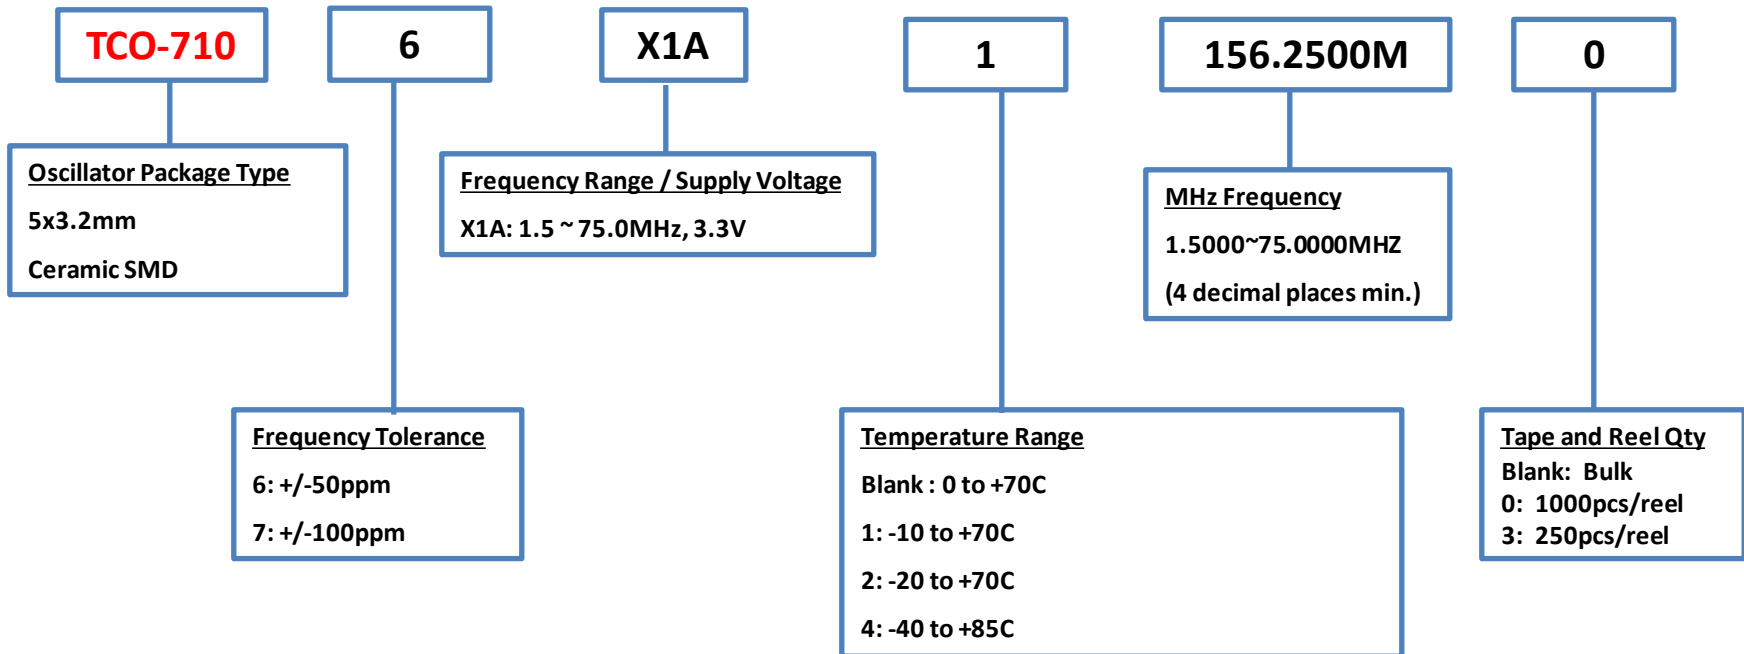 TCO-710
6
X1A
1
156.2500M
0
Oscillator Package Type
5x3.2mm
Ceramic SMD
Frequency Range / Supply Voltage
X1A: 1.5 ~ 75.0MHz, 3.3V
MHz Frequency
1.5000~75.0000MHZ
(4 decimal places min.)
Frequency Tolerance
6: +/-50ppm
7: +/-100ppm
Temperature Range
Blank : 0 to +70C
1: -10 to +70C
2: -20 to +70C
4: -40 to +85C
Tape and Reel Qty
Blank: Bulk
0: 1000pcs/reel
3: 250pcs/reel